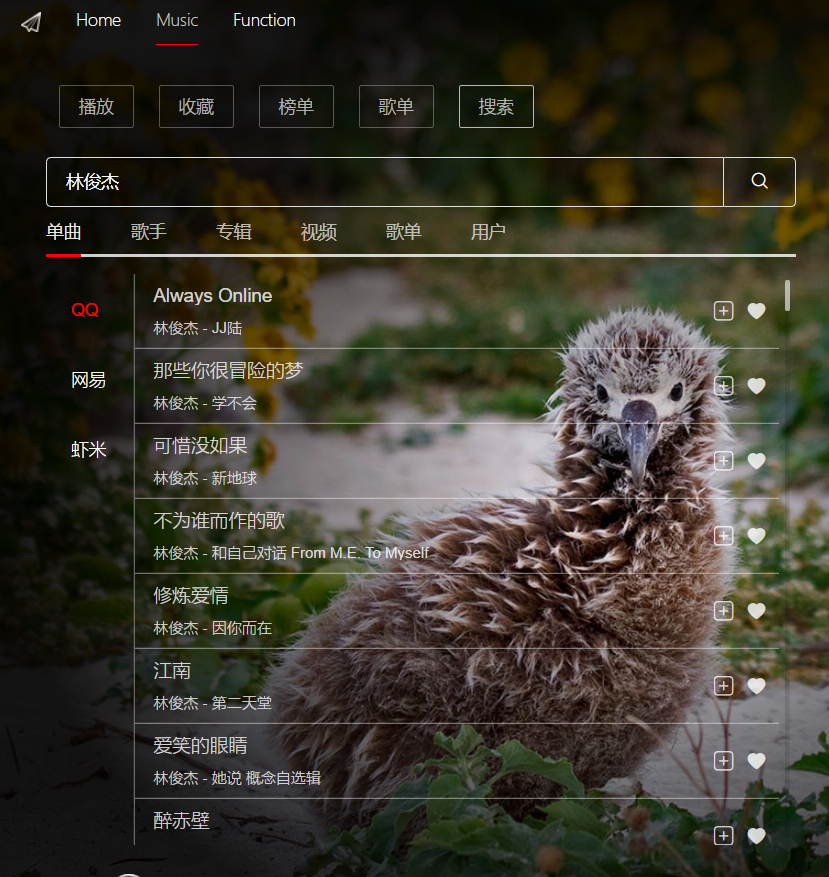 Home Music Function
播放 收藏 榜单 歌单 搜索
林俊杰
单曲 歌手 专辑 视频 歌单 用户
QQ
网易
虾米
Always Online
林俊杰 - JJ陆
那些你很冒险的梦
林俊杰 - 学不会
可惜没如果
林俊杰 - 新地球
不为谁而作的歌
林俊杰 - 和自己对话 From M.E. To Myself
修炼爱情
林俊杰 - 因你而在
江南
林俊杰 - 第二天堂
爱笑的眼睛
林俊杰 - 她说 概念自选辑
醉赤壁